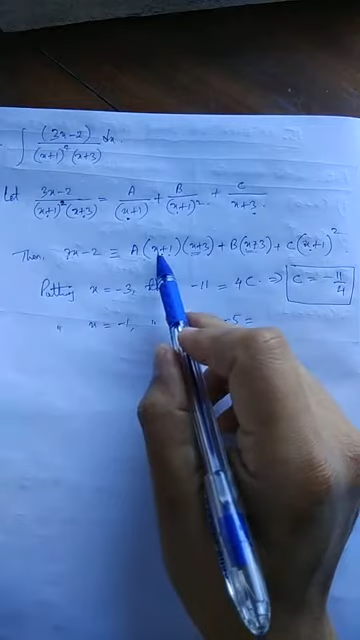 ∫ (3x-2)/((x+1)²(x+3)) dx.
Let (3x-2)/((x+1)²(x+3)) = A/(x+1) + B/(x+1)² + C/(x+3)
Then, 3x-2 ≡ A(x+1)(x+3) + B(x+3) + C(x+1)²
Putting x = -3, -11 = 4C. ⇒ C = -11/4
" x = -1, " -5 =